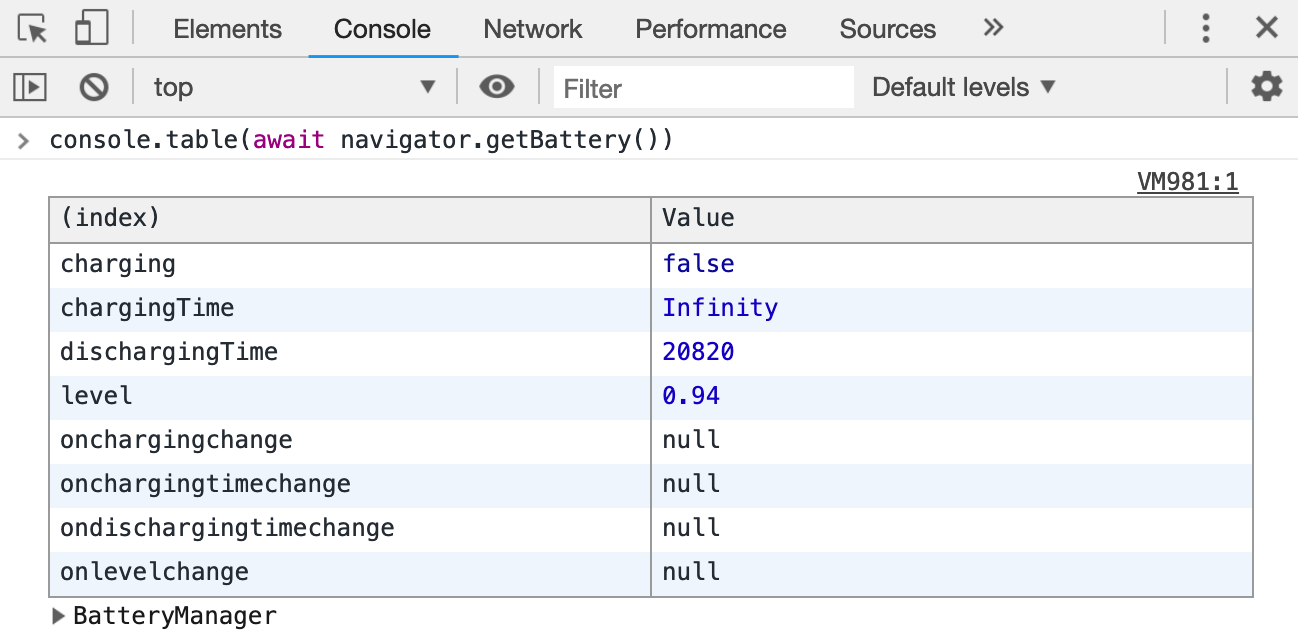 Elements Console Network Performance Sources »
top ▼ Filter Default levels ▼
> console.table(await navigator.getBattery())
VM981:1
(index) Value
charging false
chargingTime Infinity
dischargingTime 20820
level 0.94
onchargingchange null
onchargingtimechange null
ondischargingtimechange null
onlevelchange null
▶ BatteryManager